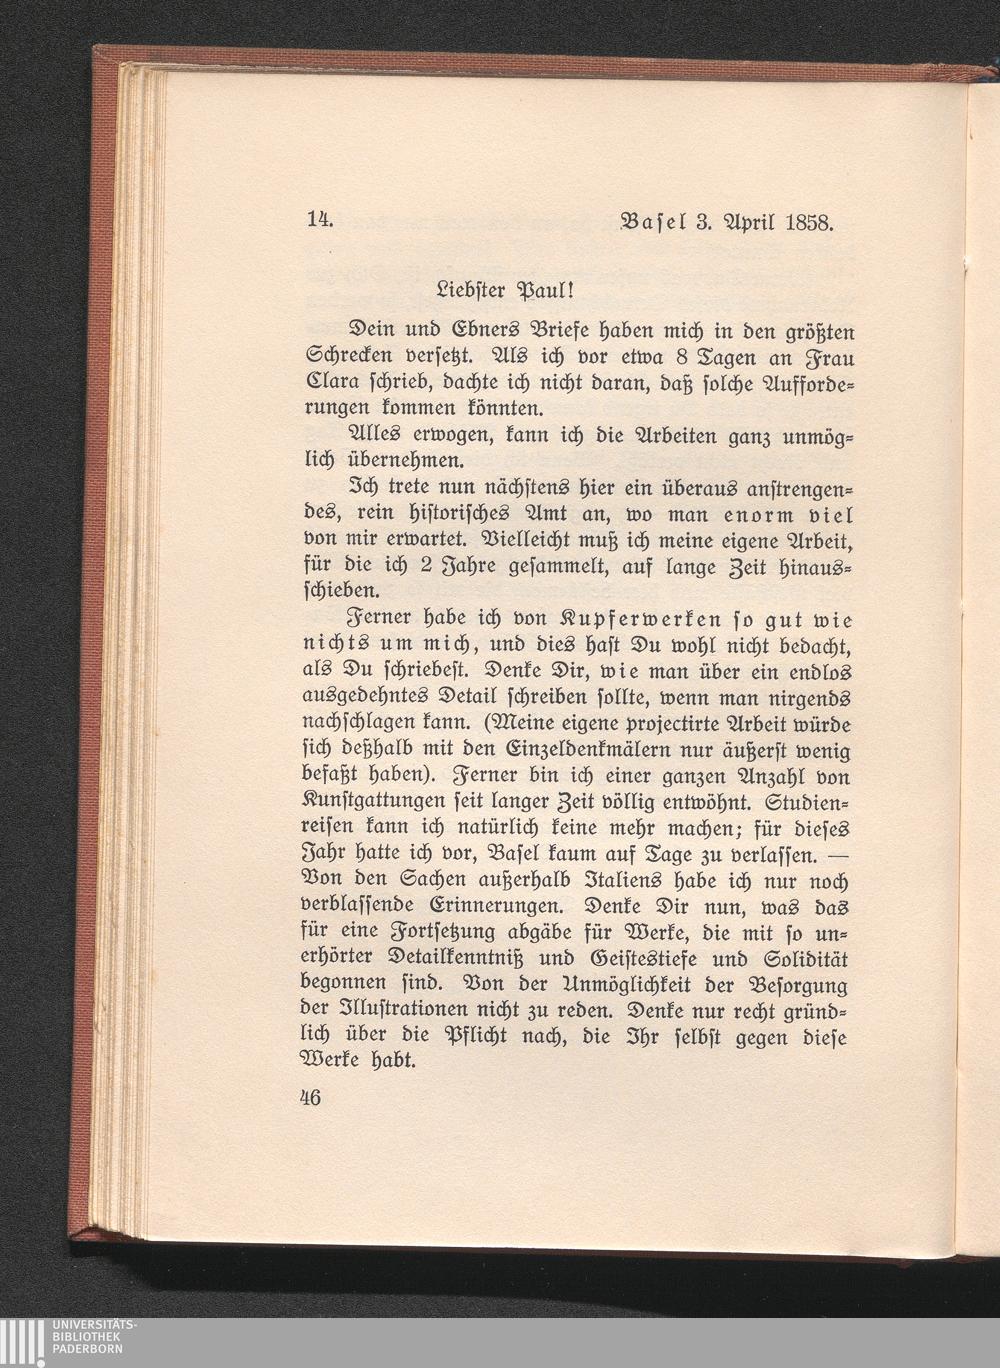 14.
Basel 3. April 1858.
Liebster Paul!
Dein und Ebners Briefe haben mich in den größten
Schrecken versetzt. Als ich vor etwa 8 Tagen an Frau
Clara schrieb, dachte ich nicht daran, daß solche Aufforde-
rungen kommen könnten.
Alles erwogen, kann ich die Arbeiten ganz unmög-
lich übernehmen.
Ich trete nun nächstens hier ein überaus anstrengen-
des, rein historisches Amt an, wo man enorm viel
von mir erwartet. Vielleicht muß ich meine eigene Arbeit,
für die ich 2 Jahre gesammelt, auf lange Zeit hinaus-
schieben.
Ferner habe ich von Kupferwerken so gut wie
nichts um mich, und dies hast Du wohl nicht bedacht,
als Du schriebest. Denke Dir, wie man über ein endlos
ausgedehntes Detail schreiben sollte, wenn man nirgends
nachschlagen kann. (Meine eigene projectirte Arbeit würde
sich deßhalb mit den Einzeldenkmälern nur äußerst wenig
befaßt haben). Ferner bin ich einer ganzen Anzahl von
Kunstgattungen seit langer Zeit völlig entwöhnt. Studien-
reisen kann ich natürlich keine mehr machen; für dieses
Jahr hatte ich vor, Basel kaum auf Tage zu verlassen. —
Von den Sachen außerhalb Italiens habe ich nur noch
verblassende Erinnerungen. Denke Dir nun, was das
für eine Fortsetzung abgäbe für Werke, die mit so un-
erhörter Detailkenntniß und Geistestiefe und Solidität
begonnen sind. Von der Unmöglichkeit der Besorgung
der Illustrationen nicht zu reden. Denke nur recht gründ-
lich über die Pflicht nach, die Ihr selbst gegen diese
Werke habt.
46
UNIVERSITÄTS-
BIBLIOTHEK
PADERBORN